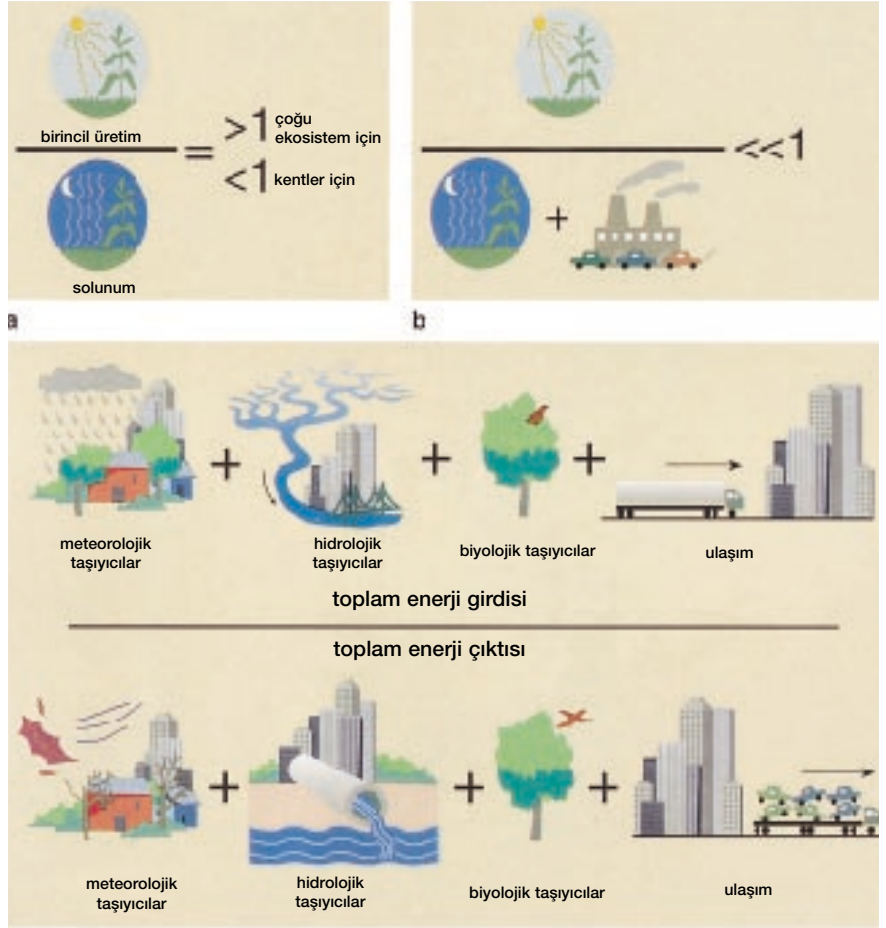 birincil üretim
solunum
=
>1 çoğu
ekosistem için
<1 kentler için
+
<<1
a
b
+
+
+
meteorolojik
taşıyıcılar
hidrolojik
taşıyıcılar
biyolojik taşıyıcılar
ulaşım
toplam enerji girdisi
toplam enerji çıktısı
+
+
+
meteorolojik
taşıyıcılar
hidrolojik
taşıyıcılar
biyolojik taşıyıcılar
ulaşım